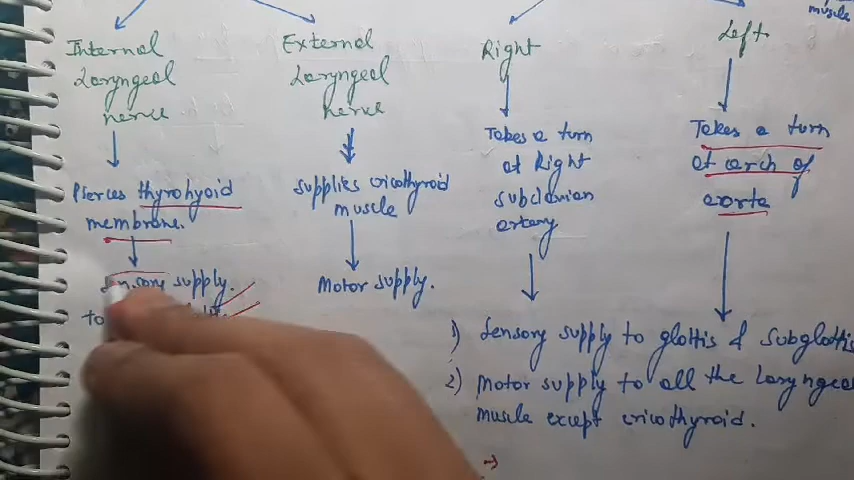 muscle
Internal
Laryngeal
nerve
Pierces thyrohyoid
membrane.
Sensory supply.
to
External
Laryngeal
nerve
supplies cricothyroid
muscle
Motor supply.
Right
Takes a turn
at Right
subclavian
artery
Left
Takes a turn
at arch of
aorta
1) Sensory supply to glottis & subglottis
2) Motor supply to all the Laryngeal
muscle except cricothyroid.